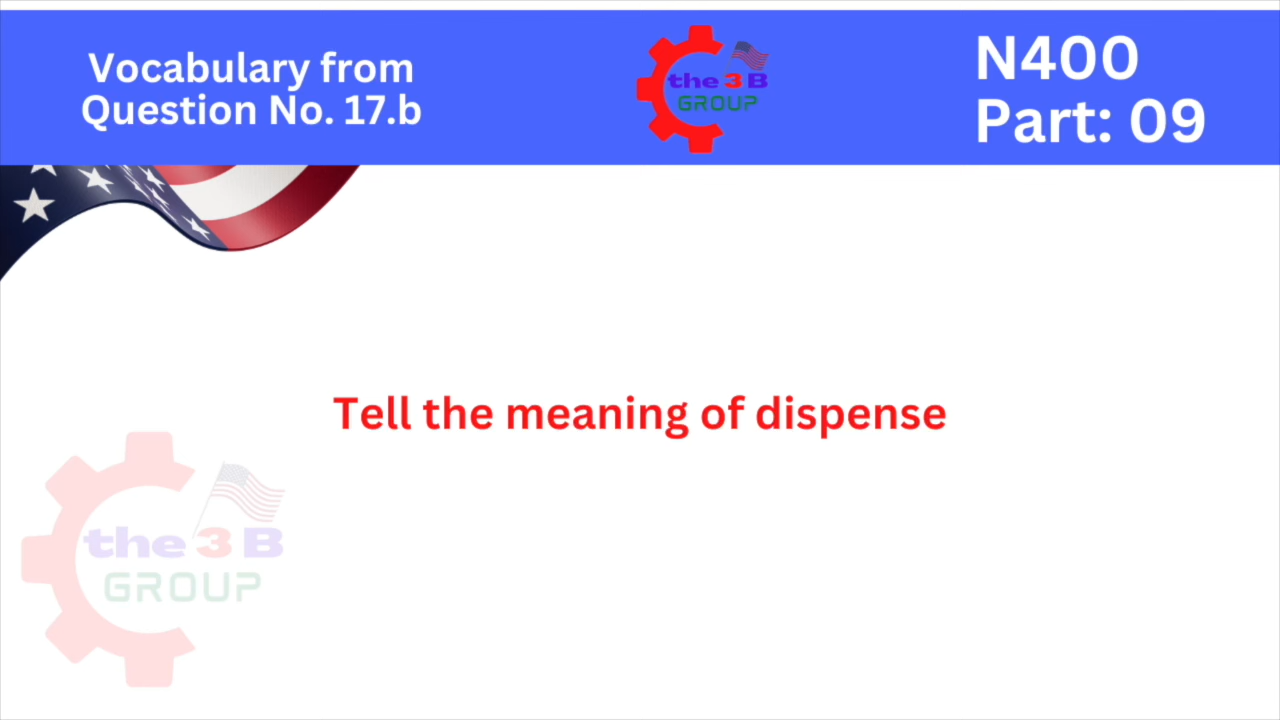 Vocabulary from
Question No. 17.b
the 3 B
GROUP
N400
Part: 09
Tell the meaning of dispense
the 3 B
GROUP